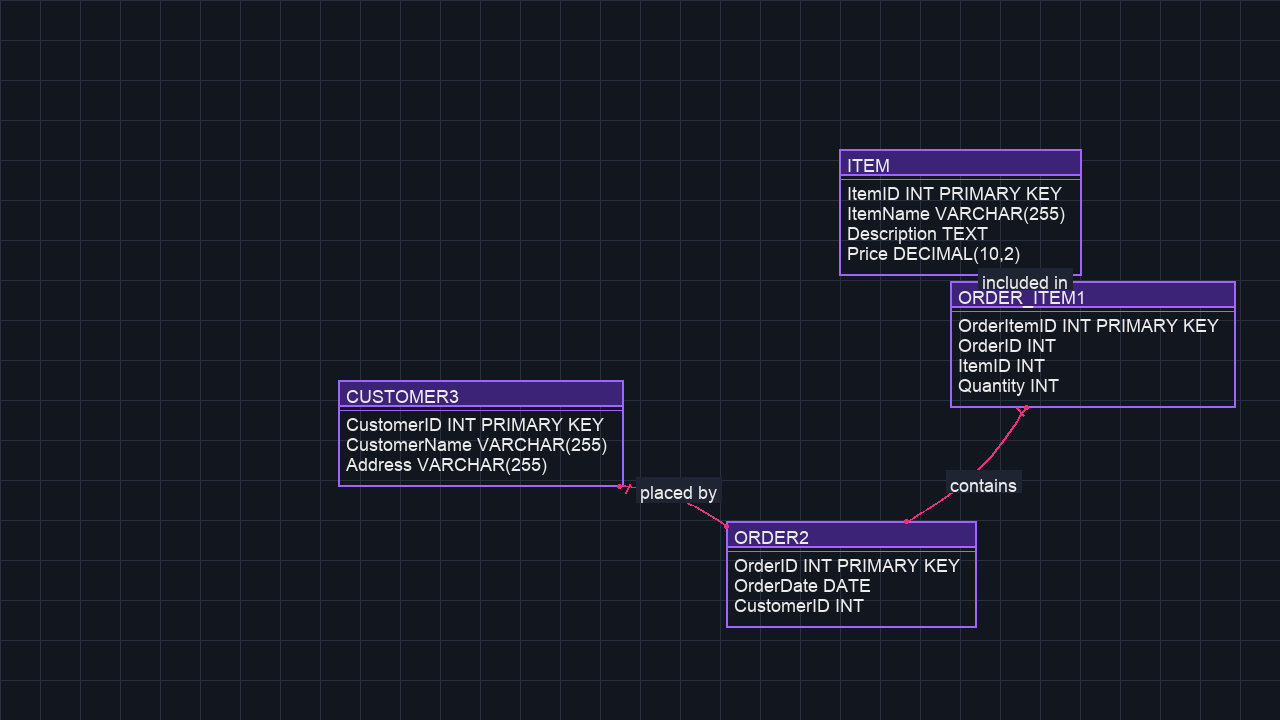 ITEM
ItemID INT PRIMARY KEY
ItemName VARCHAR(255)
Description TEXT
Price DECIMAL(10,2)
included in
ORDER_ITEM1
OrderItemID INT PRIMARY KEY
OrderID INT
ItemID INT
Quantity INT
CUSTOMER3
CustomerID INT PRIMARY KEY
CustomerName VARCHAR(255)
Address VARCHAR(255)
placed by
contains
ORDER2
OrderID INT PRIMARY KEY
OrderDate DATE
CustomerID INT